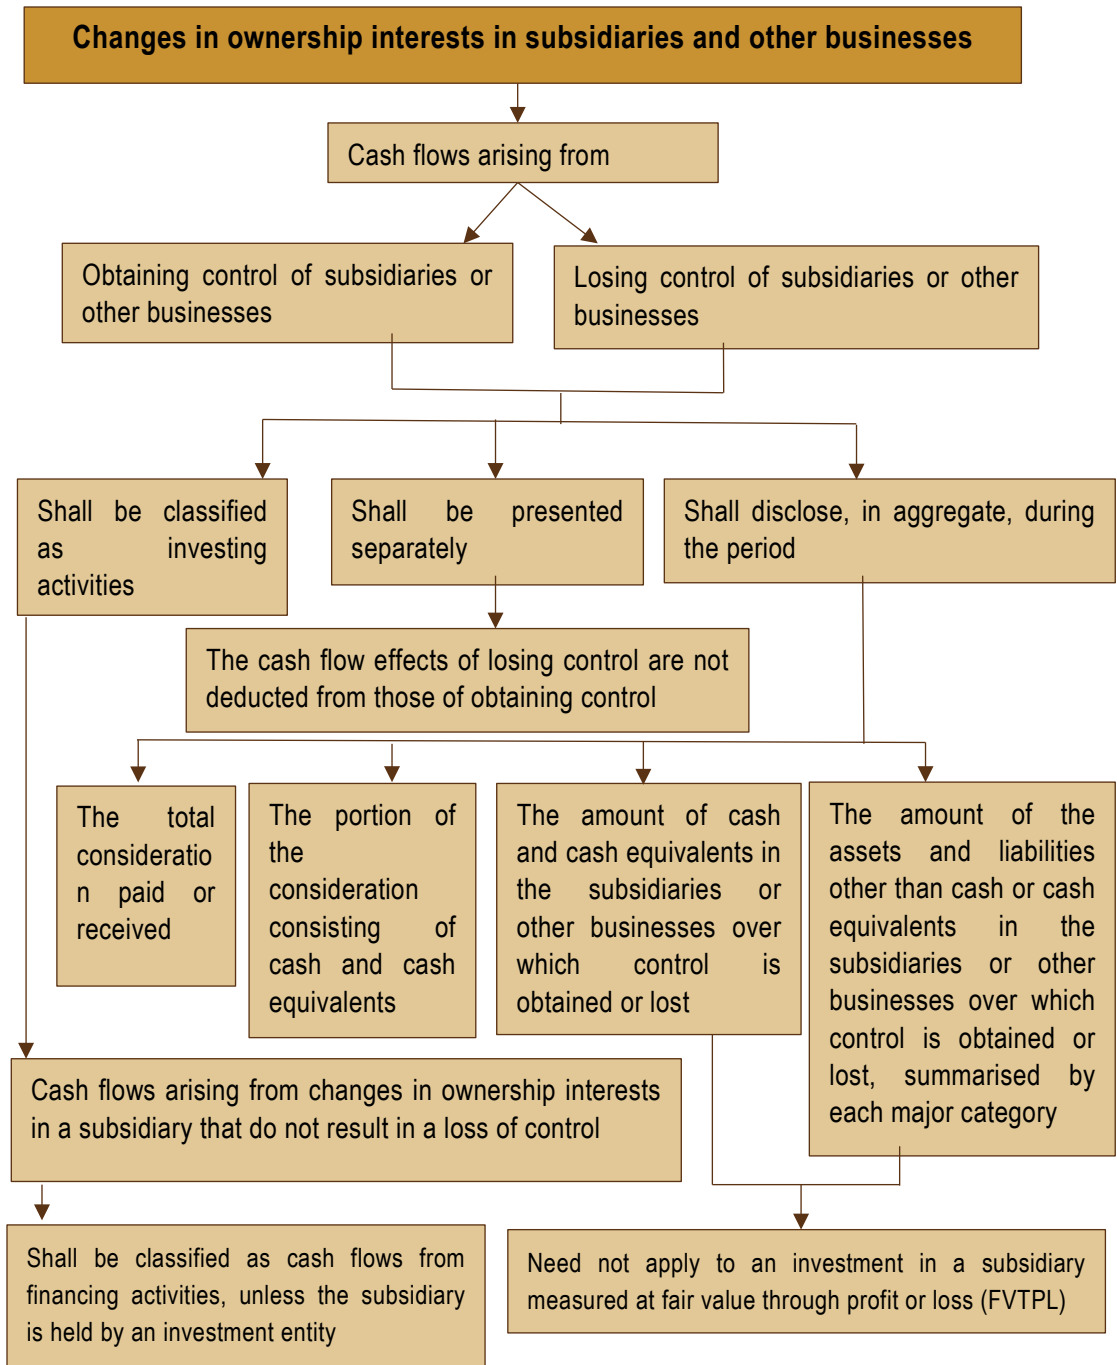 Changes in ownership interests in subsidiaries and other businesses
Cash flows arising from
Obtaining control of subsidiaries or
other businesses
Losing control of subsidiaries or other
businesses
Shall be classified
as investing
activities
Shall be presented
separately
Shall disclose, in aggregate, during
the period
The cash flow effects of losing control are not
deducted from those of obtaining control
The total
consideratio
n paid or
received
The portion of
the
consideration
consisting of
cash and cash
equivalents
The amount of cash
and cash equivalents in
the subsidiaries or
other businesses over
which control is
obtained or lost
The amount of the
assets and liabilities
other than cash or cash
equivalents in the
subsidiaries or other
businesses over which
control is obtained or
lost, summarised by
each major category
Cash flows arising from changes in ownership interests
in a subsidiary that do not result in a loss of control
Shall be classified as cash flows from
financing activities, unless the subsidiary
is held by an investment entity
Need not apply to an investment in a subsidiary
measured at fair value through profit or loss (FVTPL)